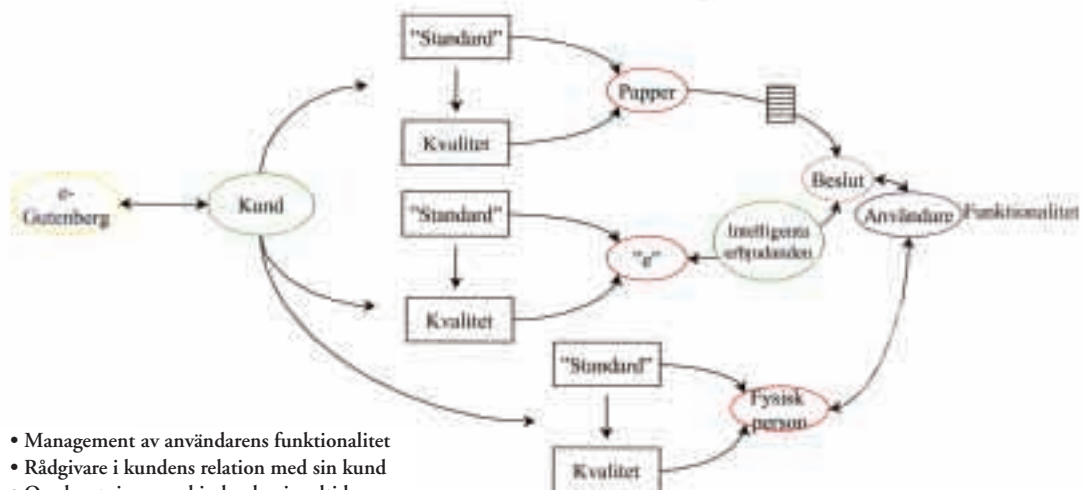 "Standard"
Papper
Kvalitet
Beslut
e-
Gutenberg
Kund
"Standard"
Intelligenta
erbjudanden
Användare
Funktionalitet
"e"
Kvalitet
"Standard"
Fysisk
person
Kvalitet
• Management av användarens funktionalitet
• Rådgivare i kundens relation med sin kund